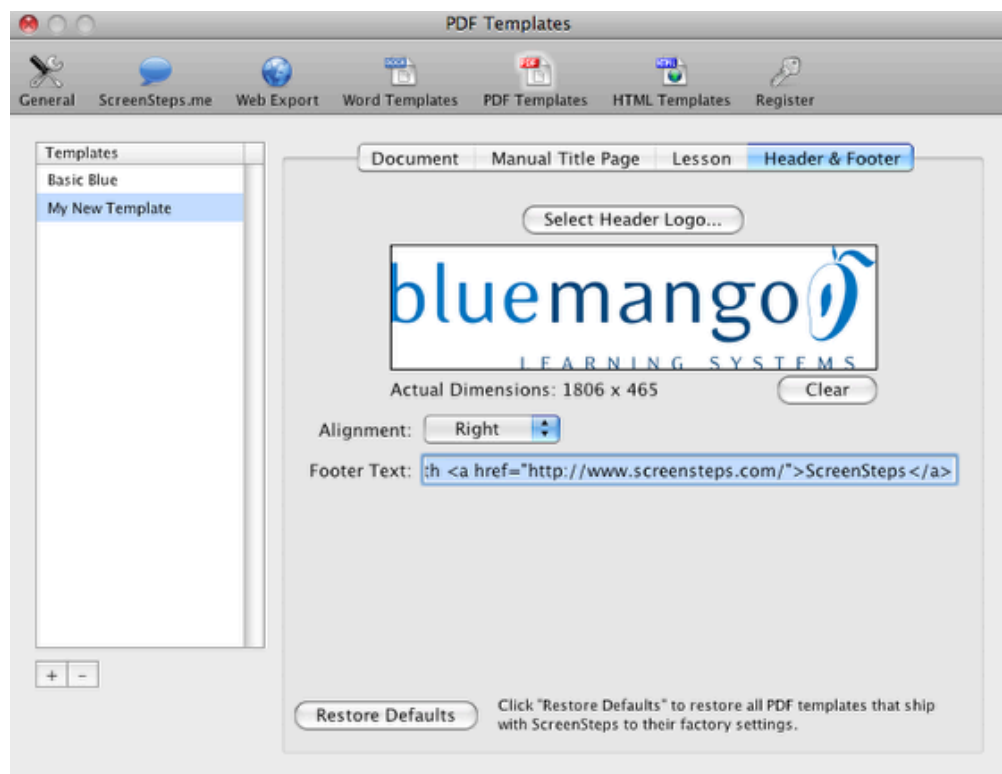 PDF Templates
General ScreenSteps.me Web Export Word Templates PDF Templates HTML Templates Register
Templates
Basic Blue
My New Template
Document Manual Title Page Lesson Header & Footer
Select Header Logo...
bluemango
LEARNING SYSTEMS
Actual Dimensions: 1806 x 465
Clear
Alignment: Right
Footer Text: th <a href="http://www.screensteps.com/">ScreenSteps</a>
+ -
Restore Defaults
Click "Restore Defaults" to restore all PDF templates that ship
with ScreenSteps to their factory settings.